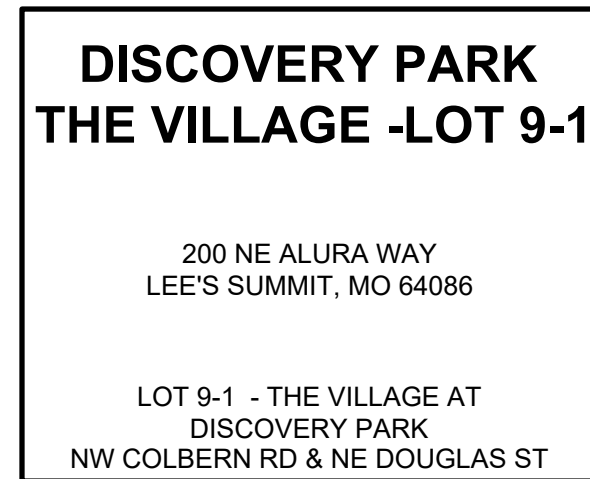 DISCOVERY PARK
THE VILLAGE -LOT 9-1
200 NE ALURA WAY
LEE'S SUMMIT, MO 64086
LOT 9-1 - THE VILLAGE AT
DISCOVERY PARK
NW COLBERN RD & NE DOUGLAS ST